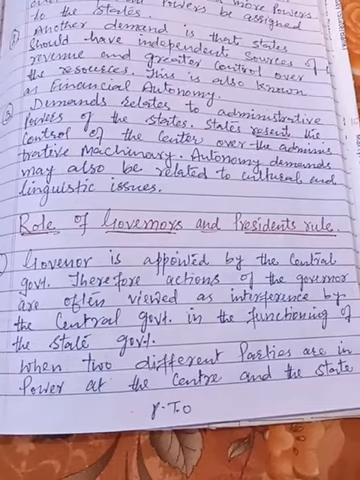 more Powers
Powers be assigned
to the states.
Another demand is that states
should have independent sources of
revenue and greater control over
the resources. This is also known
as Financial Autonomy.
③ Demands relates to administrative
Powers of the states. States resent the
control of the Center over the adminis
trative Machinary. Autonomy demands
may also be related to cultural and
linguistic issues.
Role of Governors and Presidents rule.
Govenor is appointed by the Central
govt. Therefore actions of the governor
are often viewed as interference by
the Central govt. in the functioning of
the state govt.
When two different Parties are in
Power at the Centre and the state
P.T.O